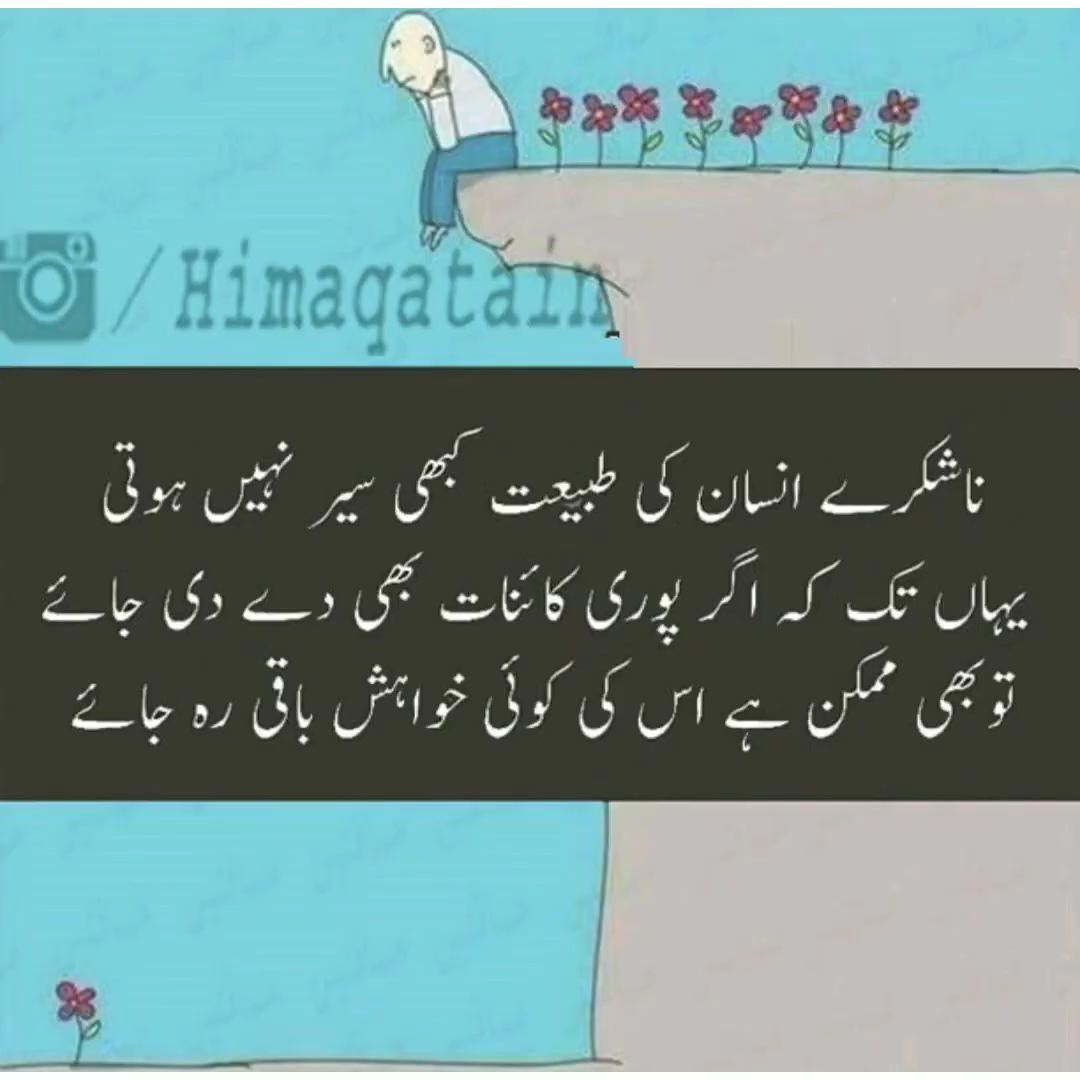 /Himaqatain
ناشکرے انسان کی طبیعت کبھی سیر نہیں ہوتی
یہاں تک کہ اگر پوری کائنات بھی دے دی جائے
تو بھی ممکن ہے اس کی کوئی خواہش باقی رہ جائے